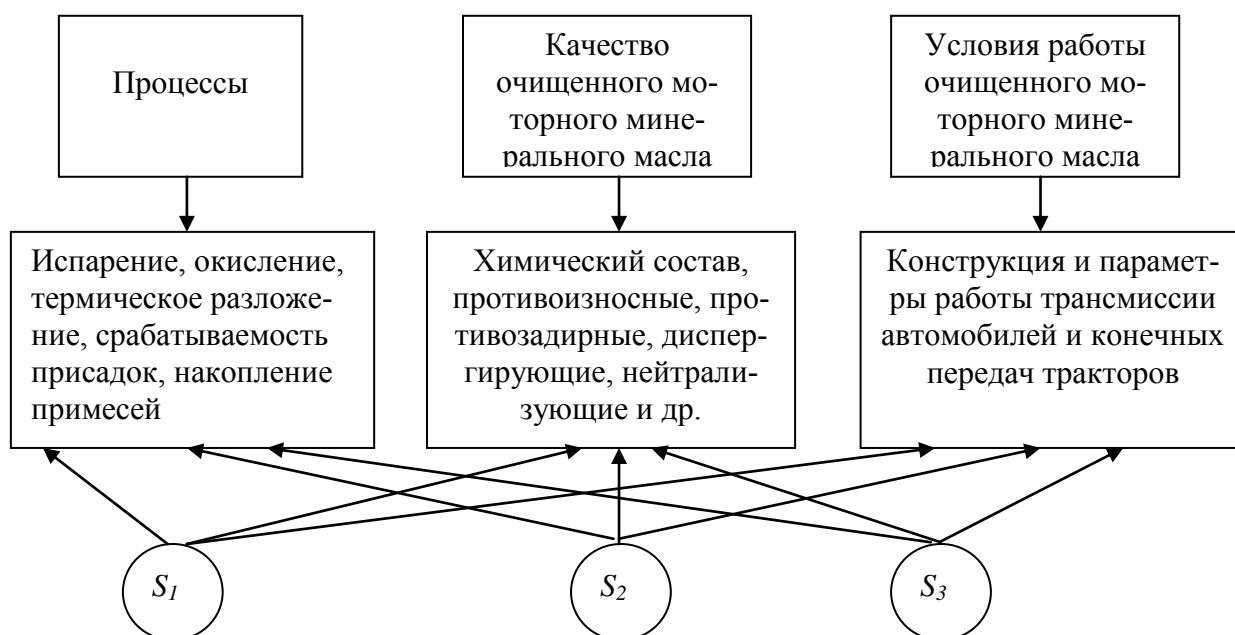 Процессы
Качество
очищенного мо-
торного мине-
рального масла
Условия работы
очищенного мо-
торного мине-
рального масла
Испарение, окисление,
термическое разложе-
ние, срабатываемость
присадок, накопление
примесей
Химический состав,
противоизносные, про-
тивозадирные, диспер-
гирующие, нейтрали-
зующие и др.
Конструкция и парамет-
ры работы трансмиссии
автомобилей и конечных
передач тракторов
S1
S2
S3